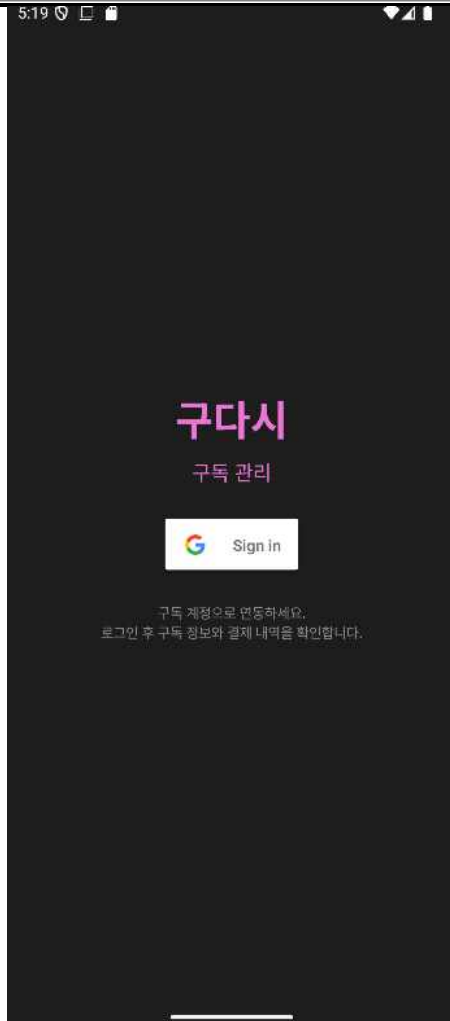 5:19
구다시
구독 관리
Sign in
구독 계정으로 연동하세요.
로그인 후 구독 정보와 결제 내역을 확인합니다.